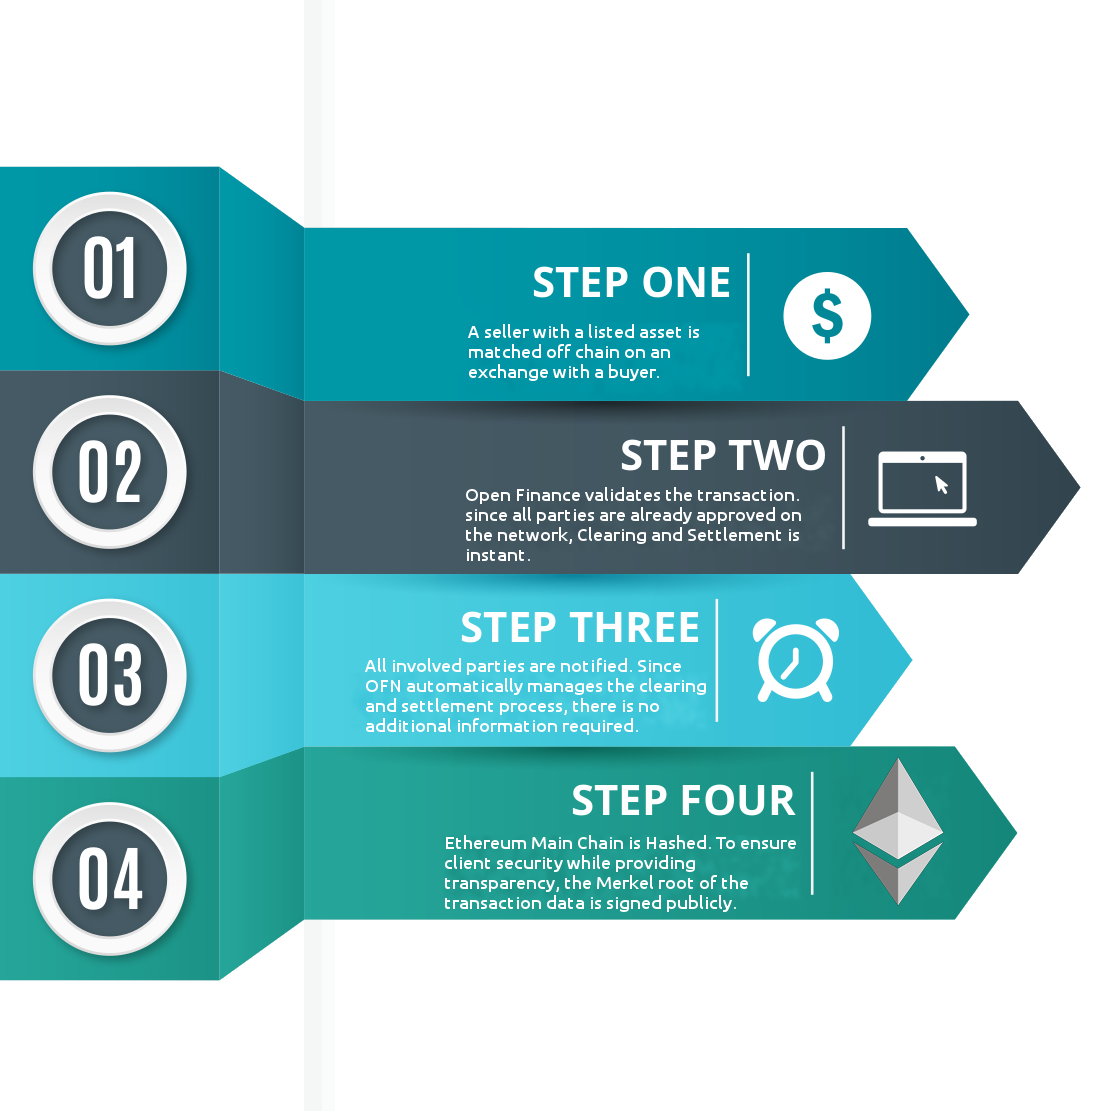 01
STEP ONE
$
A seller with a listed asset is
matched off chain on an
exchange with a buyer.
02
STEP TWO
Open Finance validates the transaction.
since all parties are already approved on
the network, Clearing and Settlement is
instant.
03
STEP THREE
All involved parties are notified. Since
OFN automatically manages the clearing
and settlement process, there is no
additional information required.
04
STEP FOUR
Ethereum Main Chain is Hashed. To ensure
client security while providing
transparency, the Merkel root of the
transaction data is signed publicly.